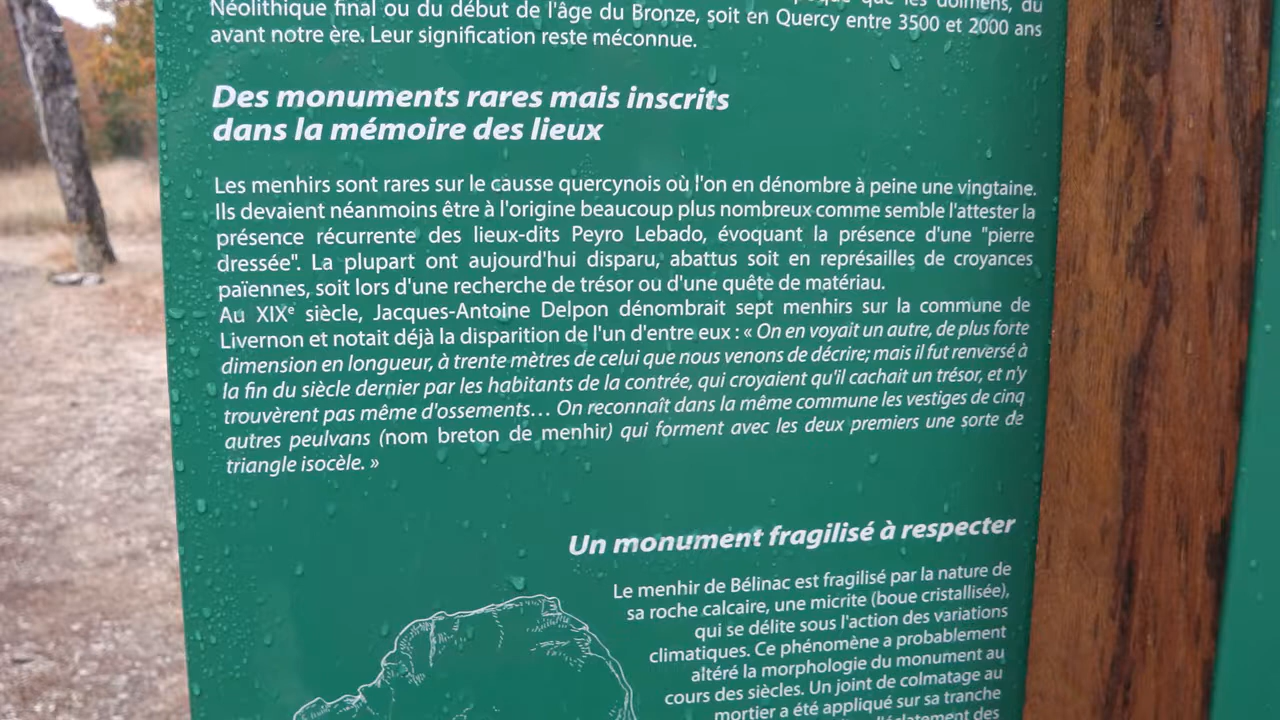 que les dolmens, du
Néolithique final ou du début de l'âge du Bronze, soit en Quercy entre 3500 et 2000 ans
avant notre ère. Leur signification reste méconnue.
Des monuments rares mais inscrits
dans la mémoire des lieux
Les menhirs sont rares sur le causse quercynois où l'on en dénombre à peine une vingtaine.
Ils devaient néanmoins être à l'origine beaucoup plus nombreux comme semble l'attester la
présence récurrente des lieux-dits Peyro Lebado, évoquant la présence d'une "pierre
dressée". La plupart ont aujourd'hui disparu, abattus soit en représailles de croyances
païennes, soit lors d'une recherche de trésor ou d'une quête de matériau.
Au XIXe siècle, Jacques-Antoine Delpon dénombrait sept menhirs sur la commune de
Livernon et notait déjà la disparition de l'un d'entre eux : « On en voyait un autre, de plus forte
dimension en longueur, à trente mètres de celui que nous venons de décrire; mais il fut renversé à
la fin du siècle dernier par les habitants de la contrée, qui croyaient qu'il cachait un trésor, et n'y
trouvèrent pas même d'ossements… On reconnaît dans la même commune les vestiges de cinq
autres peulvans (nom breton de menhir) qui forment avec les deux premiers une sorte de
triangle isocèle. »
Un monument fragilisé à respecter
Le menhir de Bélinac est fragilisé par la nature de
sa roche calcaire, une micrite (boue cristallisée),
qui se délite sous l'action des variations
climatiques. Ce phénomène a probablement
altéré la morphologie du monument au
cours des siècles. Un joint de colmatage au
mortier a été appliqué sur sa tranche
des